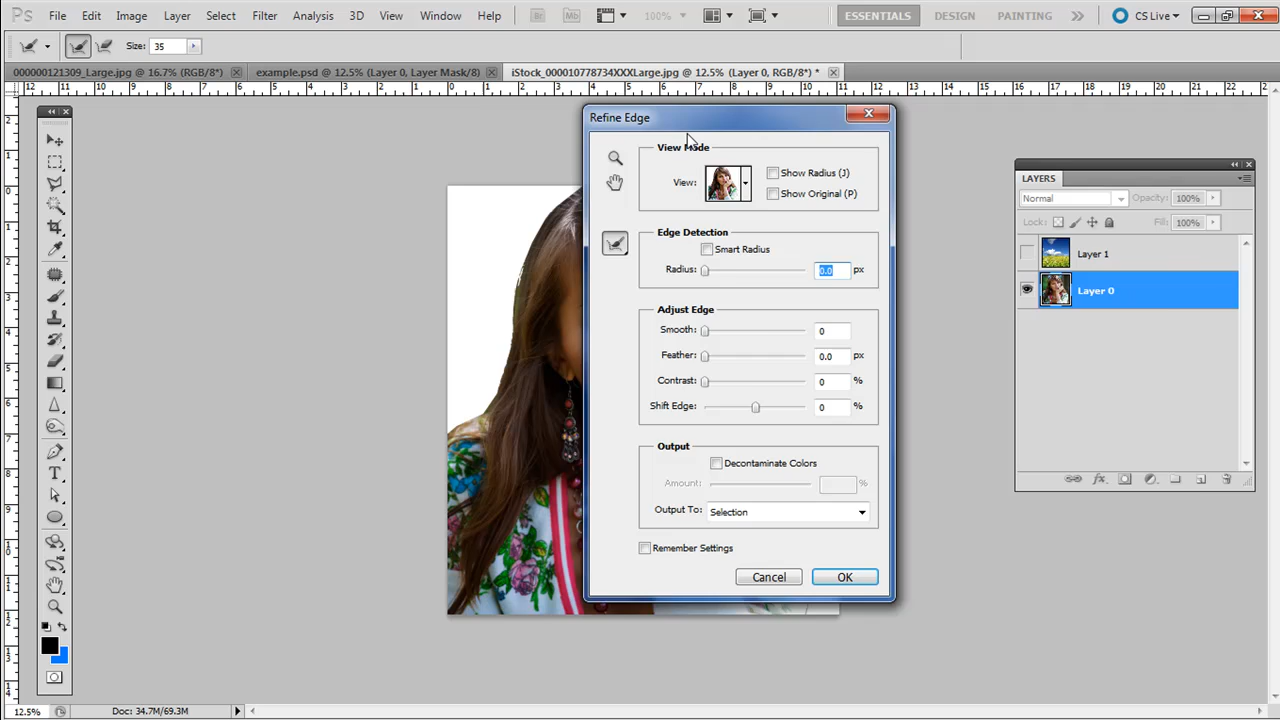 Ps File Edit Image Layer Select Filter Analysis 3D View Window Help Br Mb 100% ESSENTIALS DESIGN PAINTING CS Live
Size: 35
000000121309_Large.jpg @ 16.7% (RGB/8*) example.psd @ 12.5% (Layer 0, Layer Mask/8) iStock_000010778734XXXLarge.jpg @ 12.5% (Layer 0, RGB/8*) *
Refine Edge
View Mode
View:
Show Radius (J)
Show Original (P)
Edge Detection
Smart Radius
Radius: 0.0 px
Adjust Edge
Smooth: 0
Feather: 0.0 px
Contrast: 0 %
Shift Edge: 0 %
Output
Decontaminate Colors
Amount: %
Output To: Selection
Remember Settings
Cancel OK
LAYERS
Normal Opacity: 100%
Lock: Fill: 100%
Layer 1
Layer 0
12.5% Doc: 34.7M/69.3M